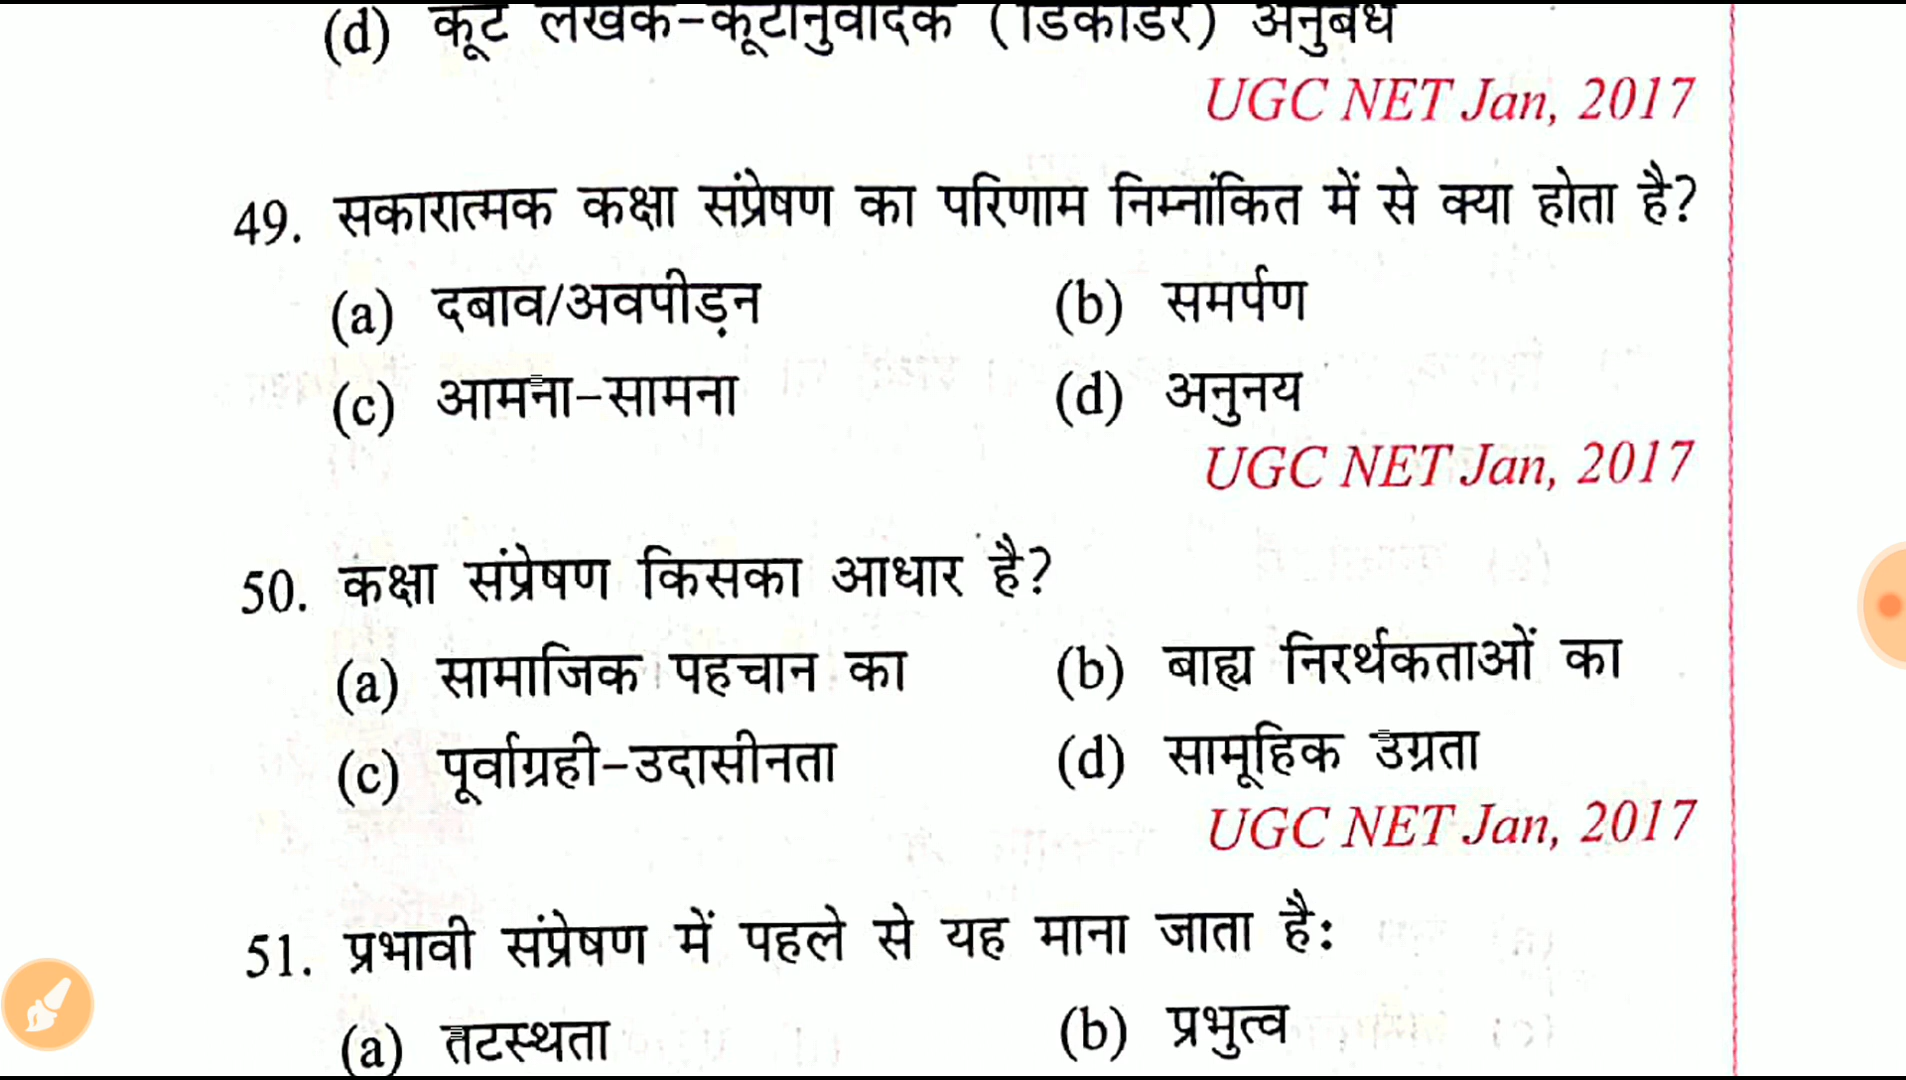 (d) कूट लेखक-कूटानुवादक (डिकोडर) अनुबंध
UGC NET Jan, 2017
49. सकारात्मक कक्षा संप्रेषण का परिणाम निम्नांकित में से क्या होता है?
(a) दबाव/अवपीड़न (b) समर्पण
(c) आमना-सामना (d) अनुनय
UGC NET Jan, 2017
50. कक्षा संप्रेषण किसका आधार है?
(a) सामाजिक पहचान का (b) बाह्य निरर्थकताओं का
(c) पूर्वाग्रही-उदासीनता (d) सामूहिक उग्रता
UGC NET Jan, 2017
51. प्रभावी संप्रेषण में पहले से यह माना जाता है:
(a) तटस्थता (b) प्रभुत्व